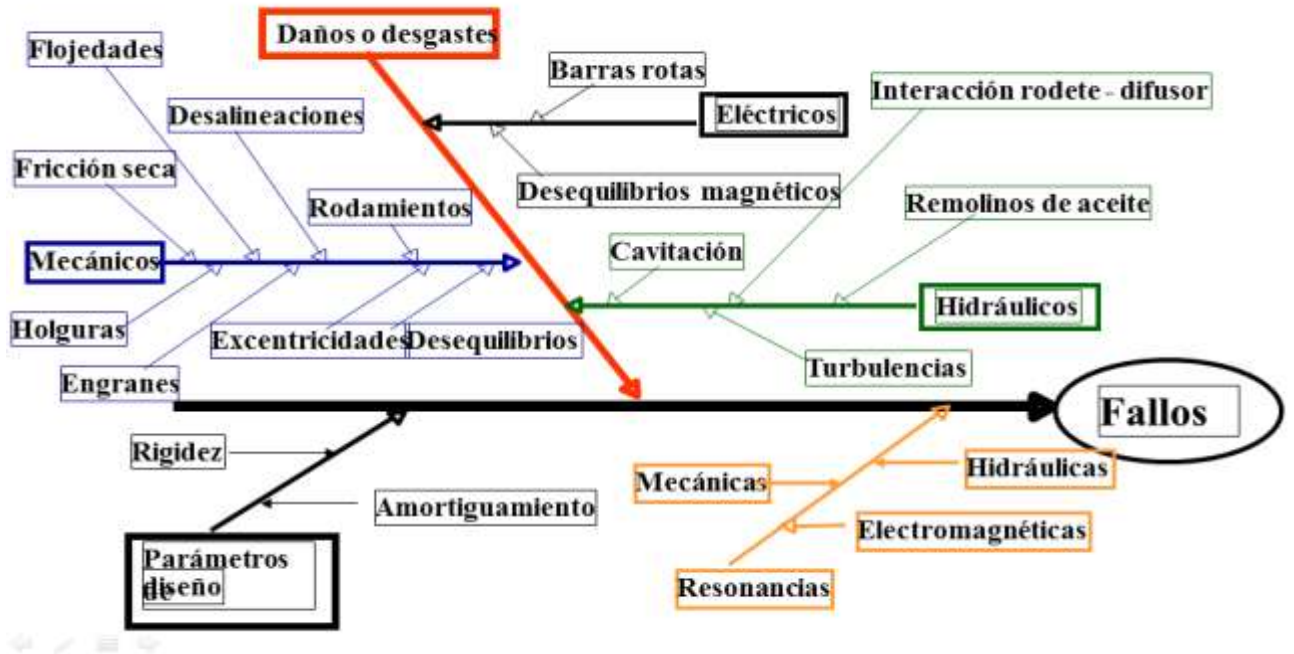 Daños o desgastes
Flojedades
Barras rotas
Interacción rodete - difusor
Eléctricos
Desalineaciones
Fricción seca
Desequilibrios magnéticos
Rodamientos
Remolinos de aceite
Cavitación
Mecánicos
Hidráulicos
Holguras
Excentricidades
Desequilibrios
Turbulencias
Engranes
Fallos
Rigidez
Hidráulicas
Mecánicas
Amortiguamiento
Electromagnéticas
Parámetros
de
diseño
Resonancias